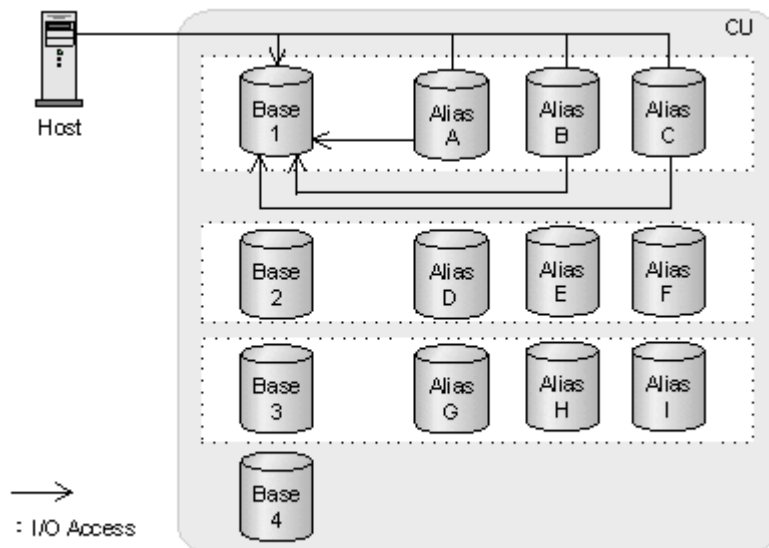 CU
Host
Base
1
Alias
A
Alias
B
Alias
C
Base
2
Alias
D
Alias
E
Alias
F
Base
3
Alias
G
Alias
H
Alias
I
Base
4
: I/O Access